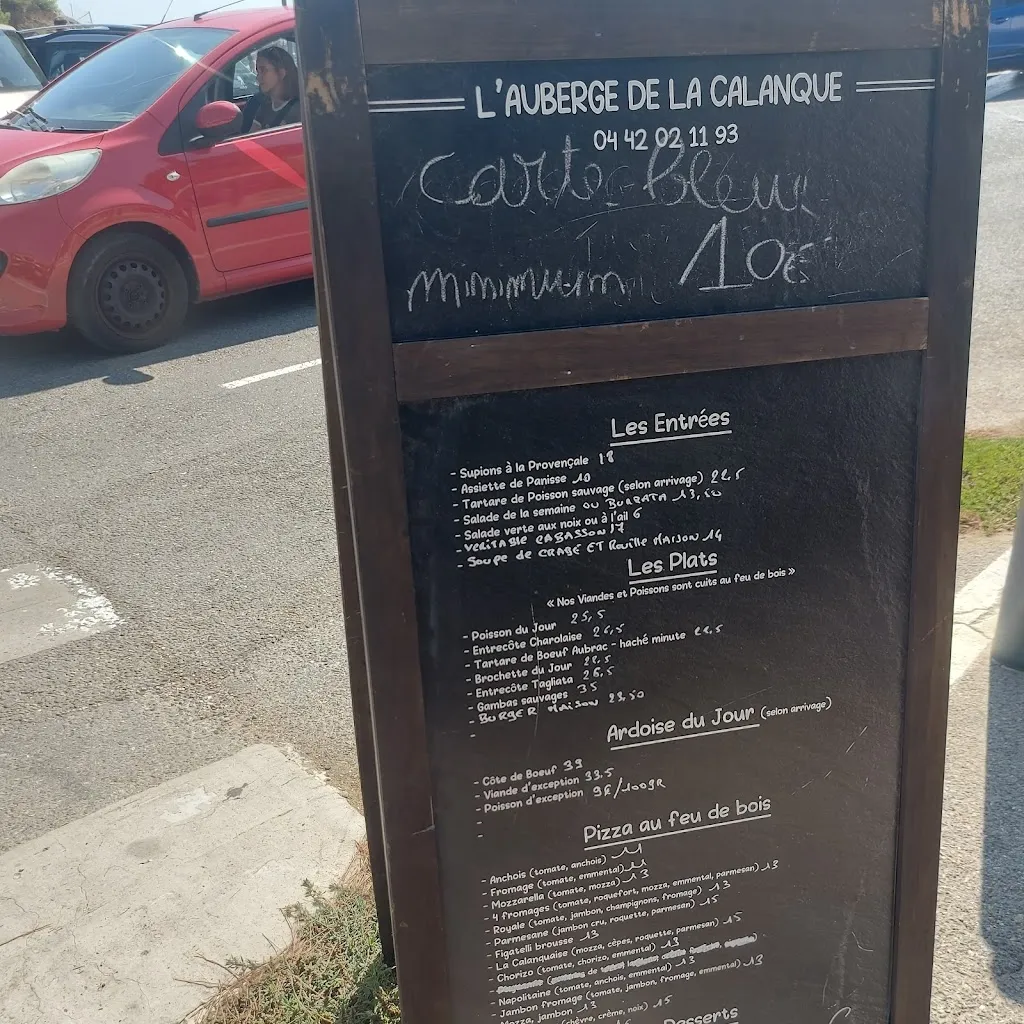 L'AUBERGE DE LA CALANQUE
04 42 02 11 93
Carte Bleue
minimum 10€
Les Entrées
- Supions à la Provençale 18
- Assiette de Panisse 10
- Tartare de Poisson sauvage (selon arrivage) 22,5
- Salade de la semaine OU BURRATA 13,50
- Salade verte aux noix ou à l'ail 6
- VERITABLE CABASSON 17
- Soupe de CRABE ET Rouille MAISON 14
Les Plats
« Nos Viandes et Poissons sont cuits au feu de bois »
- Poisson du Jour 25,5
- Entrecôte Charolaise 26,5
- Tartare de Boeuf Aubrac - haché minute 22,5
- Brochette du Jour 22,5
- Entrecôte Tagliata 26,5
- Gambas sauvages 35
- BURGER MAISON 23,50
-
Ardoise du Jour (selon arrivage)
- Côte de Boeuf 39
- Viande d'exception 33,5
- Poisson d'exception 9€/100GR
-
-
Pizza au feu de bois
- Anchois (tomate, anchois) 11
- Fromage (tomate, emmental) 11
- Mozzarella (tomate, mozza) 13
- 4 fromages (tomate, roquefort, mozza, emmental, parmesan) 13
- Royale (tomate, jambon, champignons, fromage) 13
- Parmesane (jambon cru, roquette, parmesan) 15
- Figatelli brousse 13
- La Calanquaise (mozza, cèpes, roquette, parmesan) 15
- Chorizo (tomate, chorizo, emmental) 13
- Napolitaine (tomate, anchois, emmental) 13
- Jambon fromage (tomate, jambon, fromage, emmental) 13
- Mozza, jambon 13
(chèvre, crème, noix) 15
Desserts